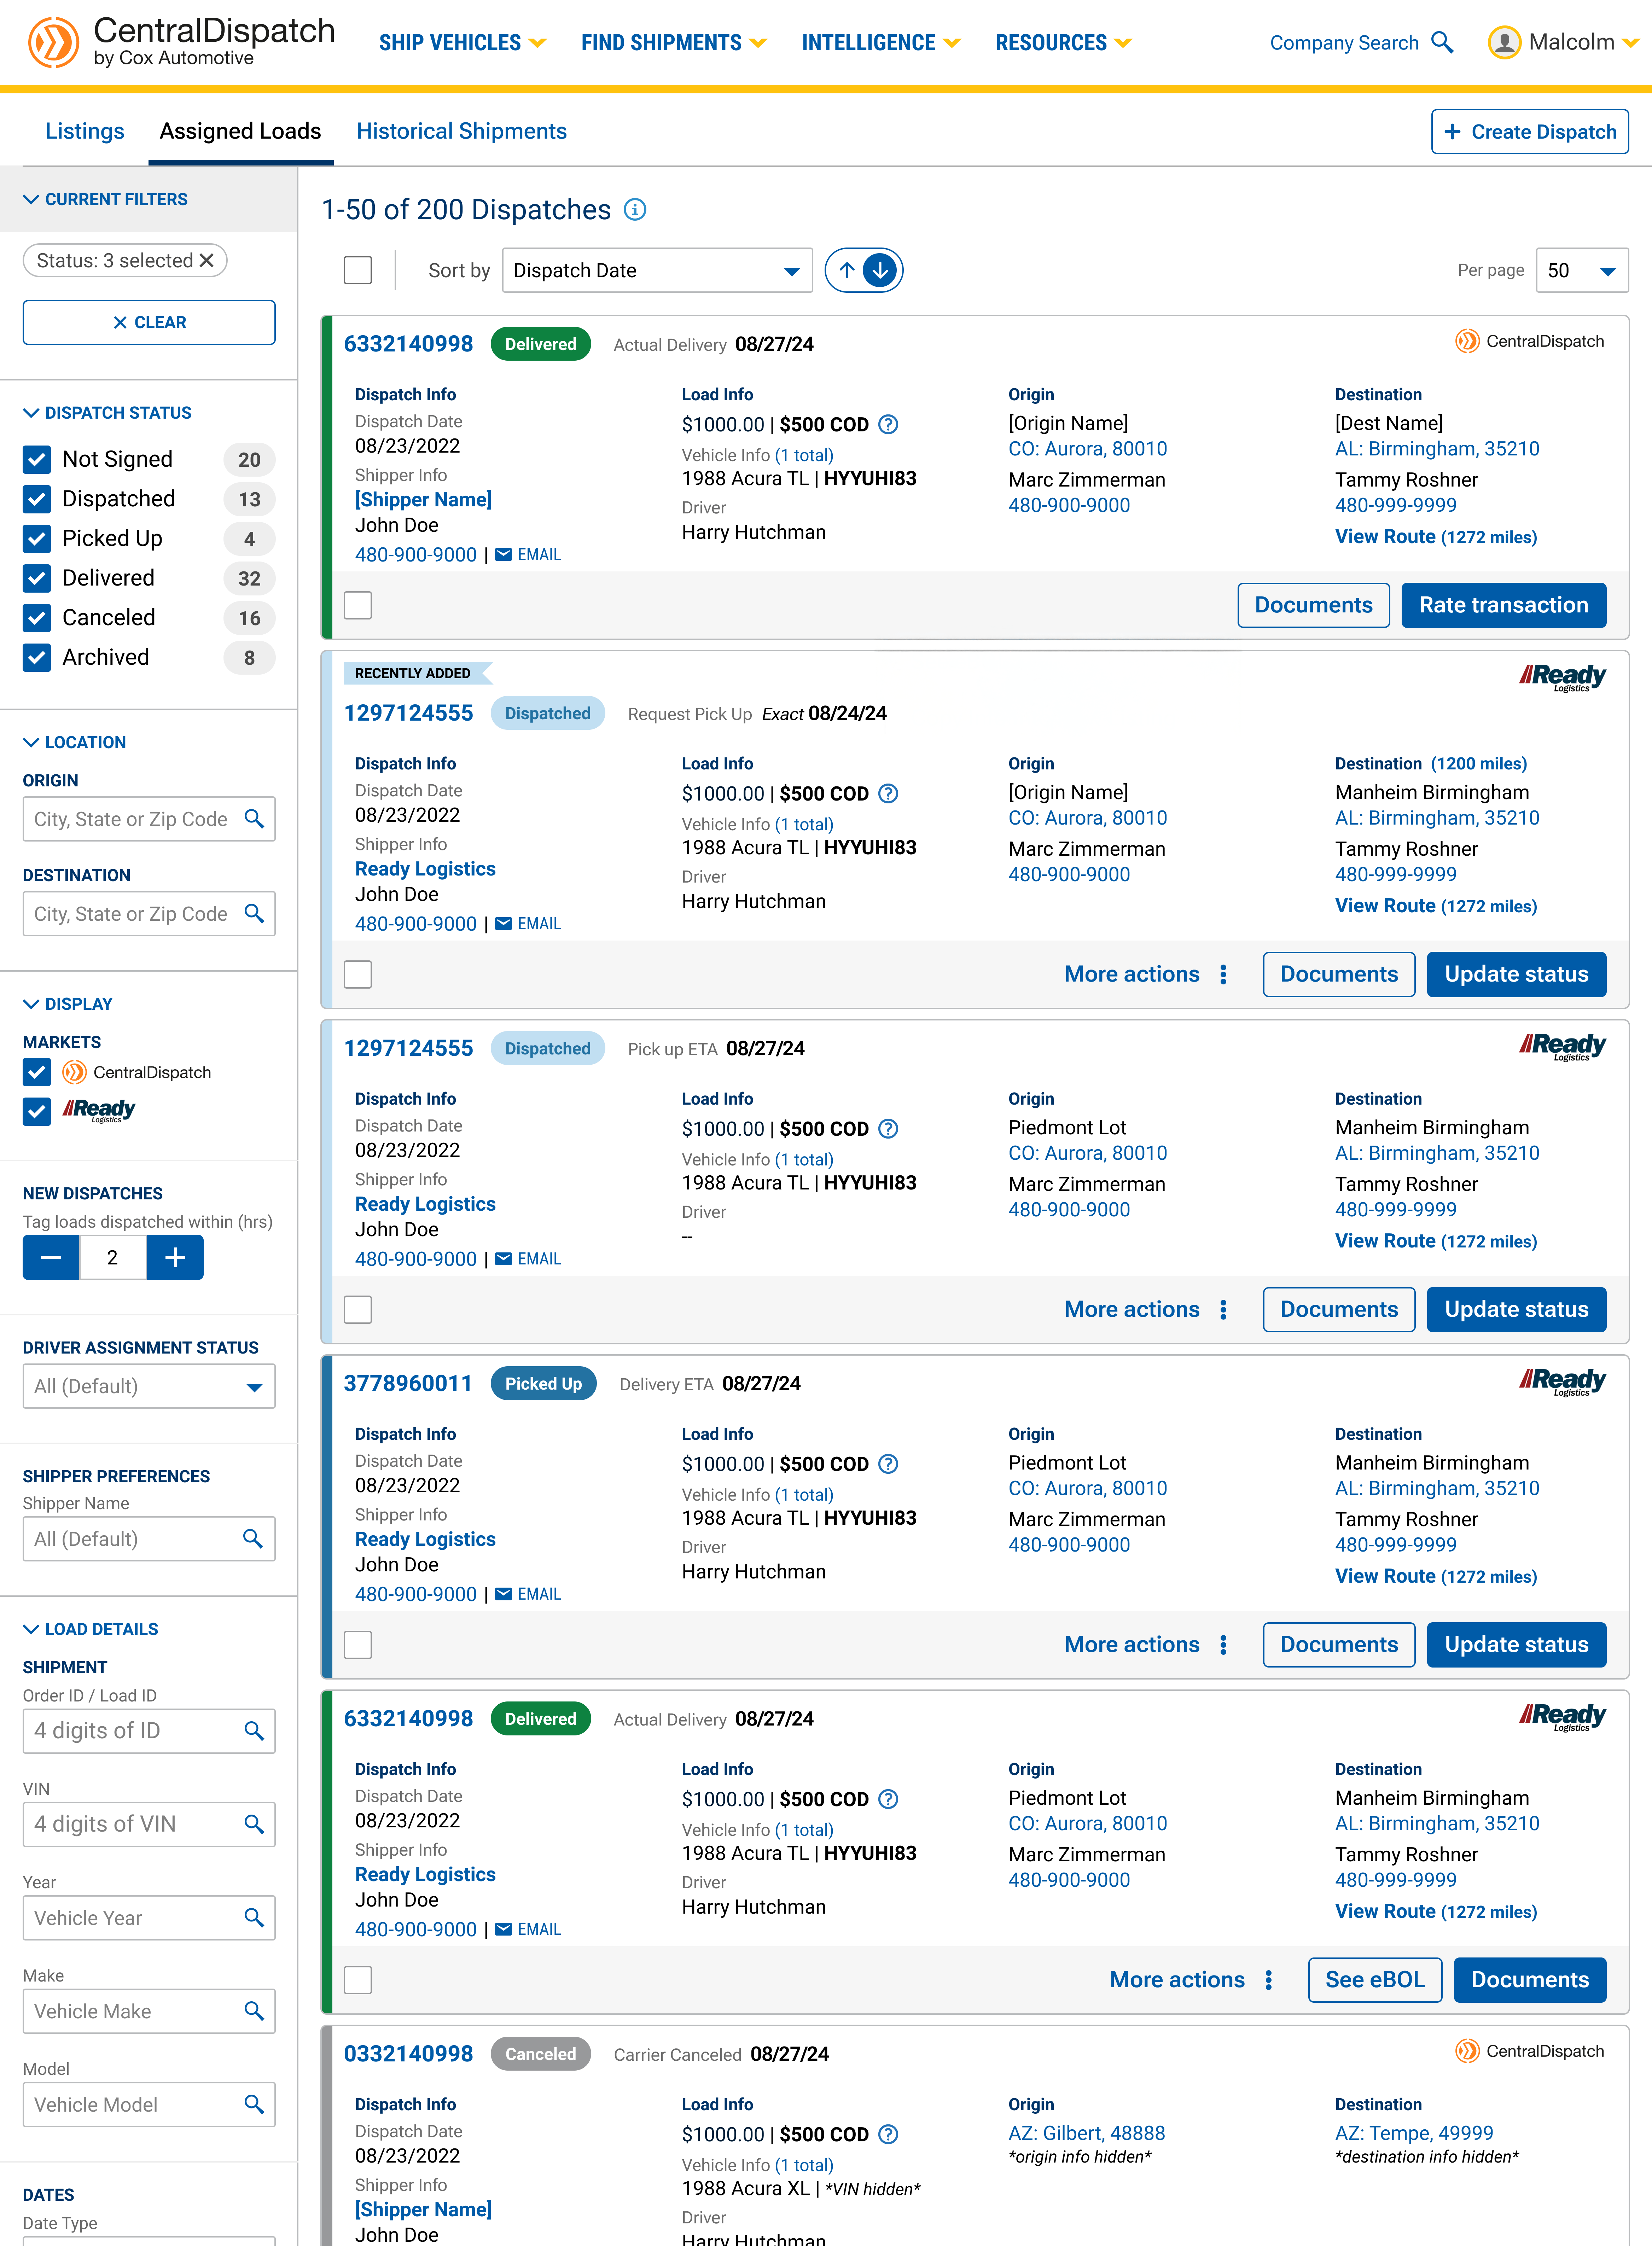 CentralDispatch
by Cox Automotive
SHIP VEHICLES
FIND SHIPMENTS
INTELLIGENCE
RESOURCES
Company Search
Malcolm
Listings
Assigned Loads
Historical Shipments
+ Create Dispatch
CURRENT FILTERS
Status: 3 selected ✕
✕ CLEAR
DISPATCH STATUS
Not Signed 20
Dispatched 13
Picked Up 4
Delivered 32
Canceled 16
Archived 8
LOCATION
ORIGIN
City, State or Zip Code
DESTINATION
City, State or Zip Code
DISPLAY
MARKETS
CentralDispatch
Ready
Logistics
NEW DISPATCHES
Tag loads dispatched within (hrs)
— 2 +
DRIVER ASSIGNMENT STATUS
All (Default)
SHIPPER PREFERENCES
Shipper Name
All (Default)
LOAD DETAILS
SHIPMENT
Order ID / Load ID
4 digits of ID
VIN
4 digits of VIN
Year
Vehicle Year
Make
Vehicle Make
Model
Vehicle Model
DATES
Date Type
1-50 of 200 Dispatches
Sort by Dispatch Date
Per page 50
6332140998 Delivered Actual Delivery 08/27/24
CentralDispatch
Dispatch Info
Dispatch Date
08/23/2022
Shipper Info
[Shipper Name]
John Doe
480-900-9000 | EMAIL
Load Info
$1000.00 | $500 COD ?
Vehicle Info (1 total)
1988 Acura TL | HYYUHI83
Driver
Harry Hutchman
Origin
[Origin Name]
CO: Aurora, 80010
Marc Zimmerman
480-900-9000
Destination
[Dest Name]
AL: Birmingham, 35210
Tammy Roshner
480-999-9999
View Route (1272 miles)
Documents
Rate transaction
RECENTLY ADDED
Ready
Logistics
1297124555 Dispatched Request Pick Up Exact 08/24/24
Dispatch Info
Dispatch Date
08/23/2022
Shipper Info
Ready Logistics
John Doe
480-900-9000 | EMAIL
Load Info
$1000.00 | $500 COD ?
Vehicle Info (1 total)
1988 Acura TL | HYYUHI83
Driver
Harry Hutchman
Origin
[Origin Name]
CO: Aurora, 80010
Marc Zimmerman
480-900-9000
Destination (1200 miles)
Manheim Birmingham
AL: Birmingham, 35210
Tammy Roshner
480-999-9999
View Route (1272 miles)
More actions
Documents
Update status
1297124555 Dispatched Pick up ETA 08/27/24
Ready
Logistics
Dispatch Info
Dispatch Date
08/23/2022
Shipper Info
Ready Logistics
John Doe
480-900-9000 | EMAIL
Load Info
$1000.00 | $500 COD ?
Vehicle Info (1 total)
1988 Acura TL | HYYUHI83
Driver
--
Origin
Piedmont Lot
CO: Aurora, 80010
Marc Zimmerman
480-900-9000
Destination
Manheim Birmingham
AL: Birmingham, 35210
Tammy Roshner
480-999-9999
View Route (1272 miles)
More actions
Documents
Update status
3778960011 Picked Up Delivery ETA 08/27/24
Ready
Logistics
Dispatch Info
Dispatch Date
08/23/2022
Shipper Info
Ready Logistics
John Doe
480-900-9000 | EMAIL
Load Info
$1000.00 | $500 COD ?
Vehicle Info (1 total)
1988 Acura TL | HYYUHI83
Driver
Harry Hutchman
Origin
Piedmont Lot
CO: Aurora, 80010
Marc Zimmerman
480-900-9000
Destination
Manheim Birmingham
AL: Birmingham, 35210
Tammy Roshner
480-999-9999
View Route (1272 miles)
More actions
Documents
Update status
6332140998 Delivered Actual Delivery 08/27/24
Ready
Logistics
Dispatch Info
Dispatch Date
08/23/2022
Shipper Info
Ready Logistics
John Doe
480-900-9000 | EMAIL
Load Info
$1000.00 | $500 COD ?
Vehicle Info (1 total)
1988 Acura TL | HYYUHI83
Driver
Harry Hutchman
Origin
Piedmont Lot
CO: Aurora, 80010
Marc Zimmerman
480-900-9000
Destination
Manheim Birmingham
AL: Birmingham, 35210
Tammy Roshner
480-999-9999
View Route (1272 miles)
More actions
See eBOL
Documents
0332140998 Canceled Carrier Canceled 08/27/24
CentralDispatch
Dispatch Info
Dispatch Date
08/23/2022
Shipper Info
[Shipper Name]
John Doe
Load Info
$1000.00 | $500 COD ?
Vehicle Info (1 total)
1988 Acura XL | *VIN hidden*
Driver
Harry Hutchman
Origin
AZ: Gilbert, 48888
*origin info hidden*
Destination
AZ: Tempe, 49999
*destination info hidden*